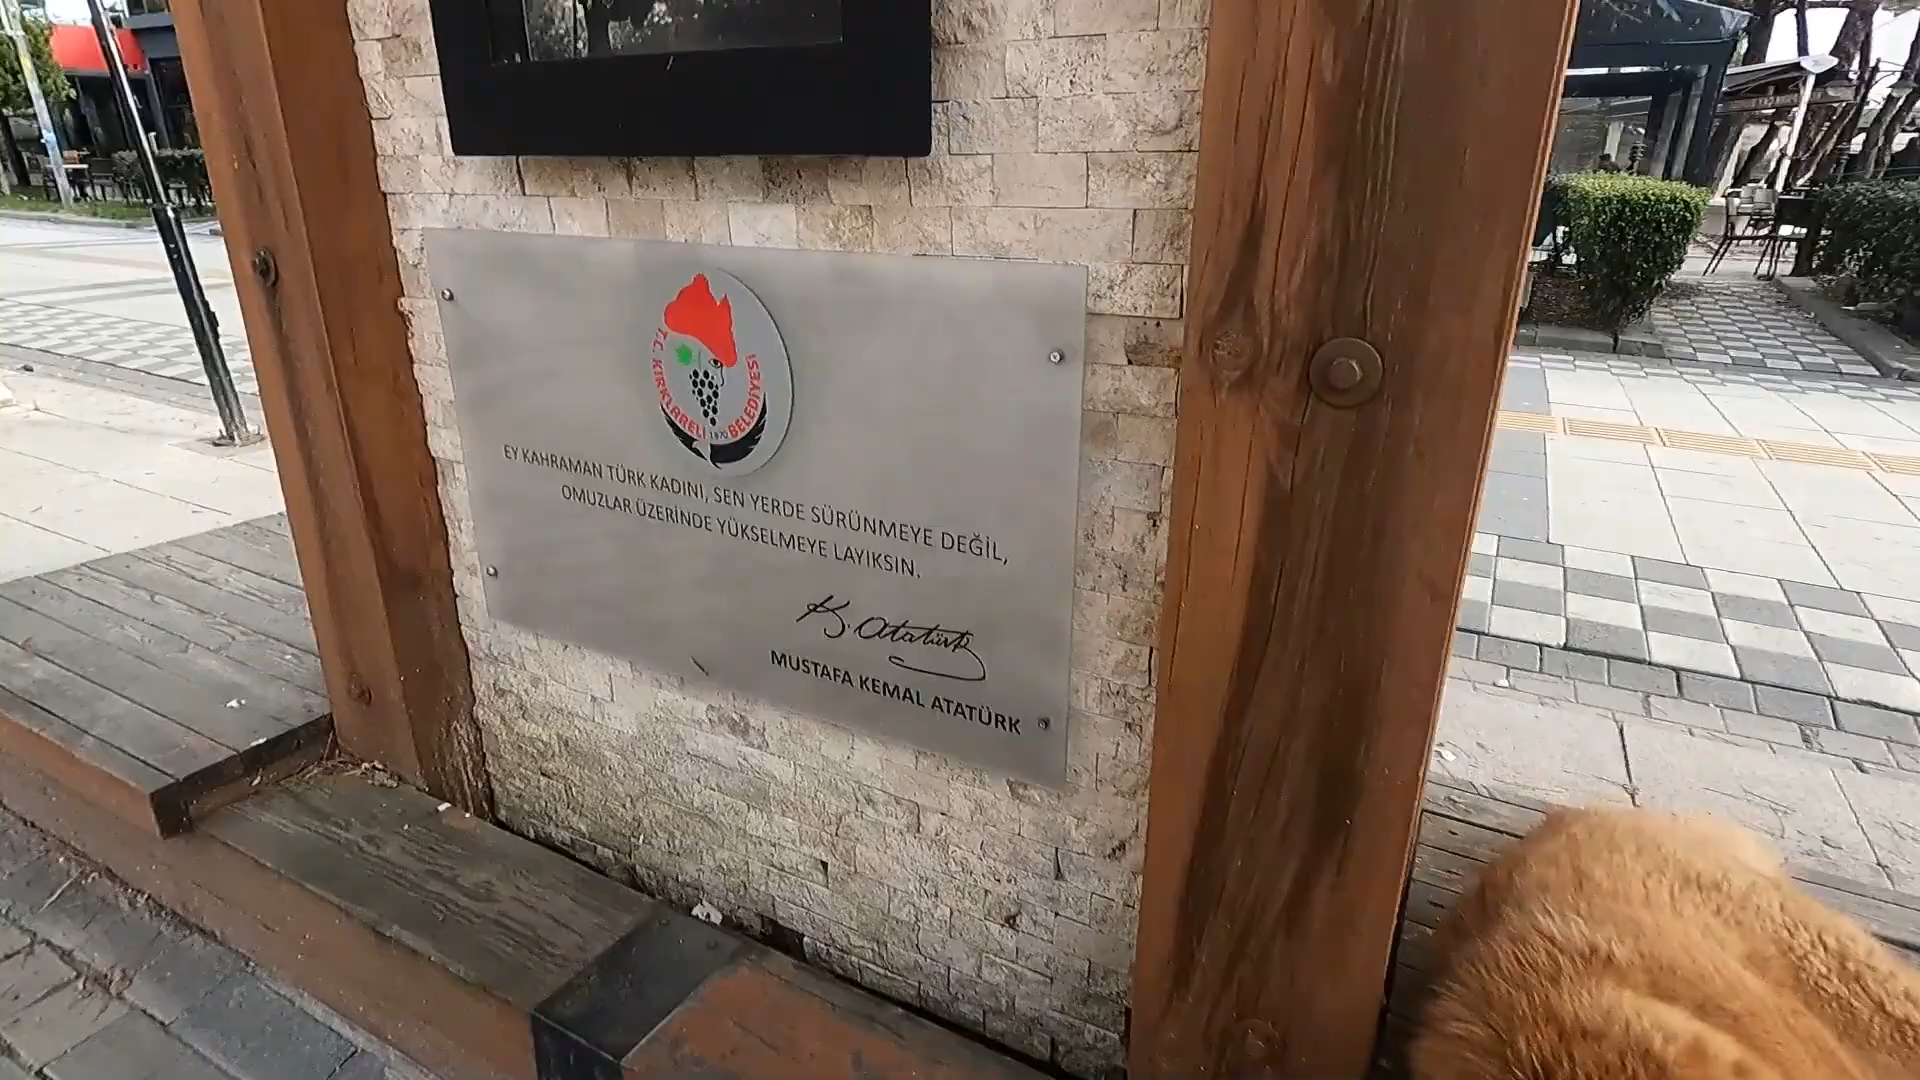 T.C. KIRKLARELİ BELEDİYESİ
1870
EY KAHRAMAN TÜRK KADINI, SEN YERDE SÜRÜNMEYE DEĞİL,
OMUZLAR ÜZERİNDE YÜKSELMEYE LAYIKSIN.
K. Atatürk
MUSTAFA KEMAL ATATÜRK